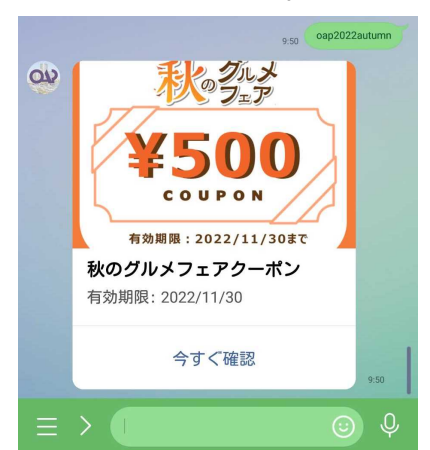 9:50 oap2022autumn
OAP
秋のグルメ
フェア
¥500
COUPON
有効期限：2022/11/30まで
秋のグルメフェアクーポン
有効期限: 2022/11/30
今すぐ確認
9:50